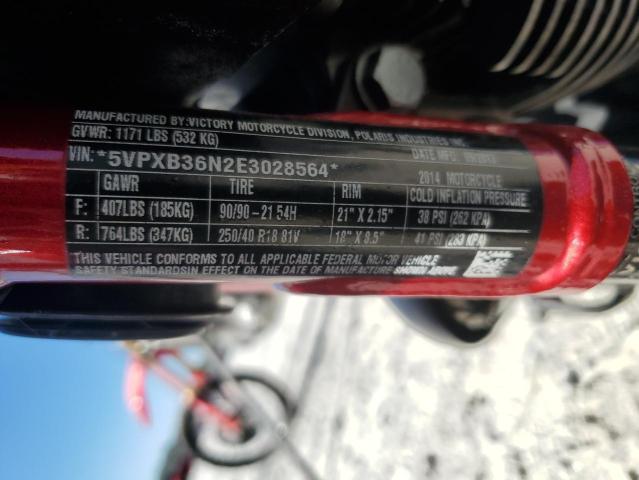 MANUFACTURED BY:VICTORY MOTORCYCLE DIVISION, POLARIS INDUSTRIES INC
GVWR: 1171 LBS (532 KG) DATE MFD
VIN: *5VPXB36N2E3028564* 2014 MOTORCYCLE
GAWR TIRE RIM COLD INFLATION PRESSURE
F: 407LBS (185KG) 90/90-21 54H 21" X 2.15" 38 PSI (262 KPA)
R: 764LBS (347KG) 250/40 R18 81V 18" X 8.5" 41 PSI (283 KPA)
THIS VEHICLE CONFORMS TO ALL APPLICABLE FEDERAL MOTOR VEHICLE
SAFETY STANDARDSIN EFFECT ON THE DATE OF MANUFACTURE SHOWN ABOVE.